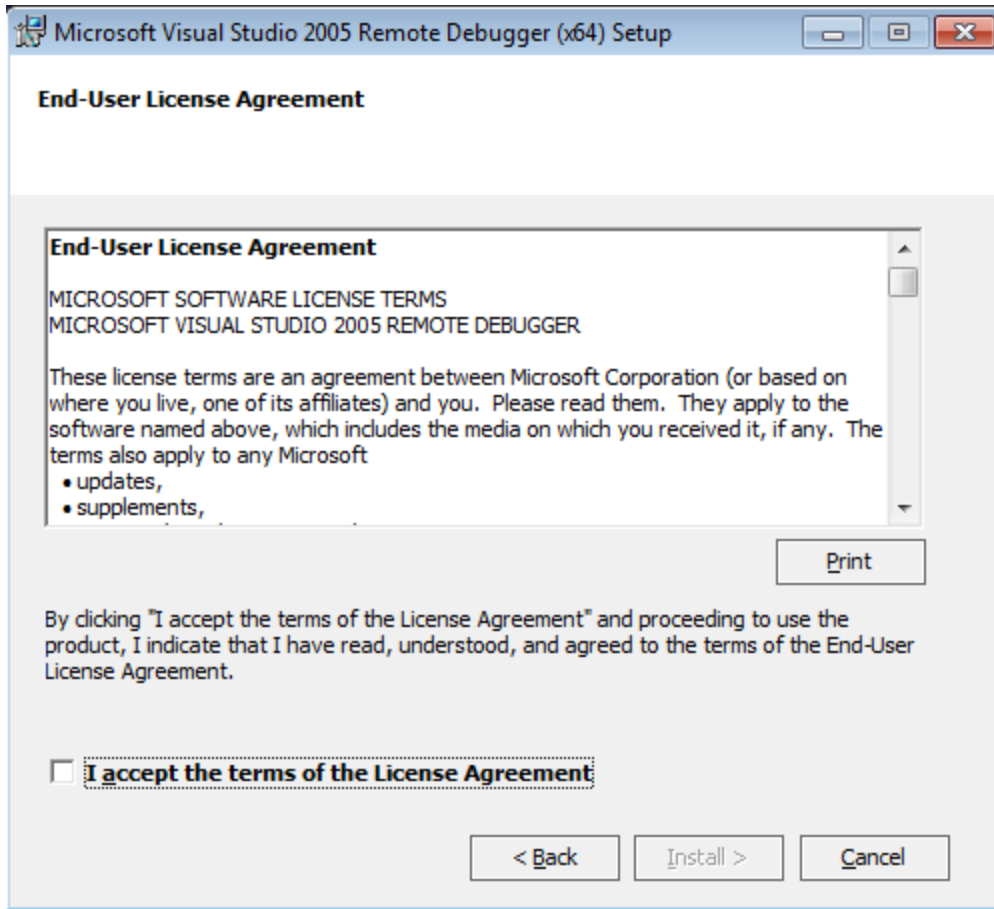 Microsoft Visual Studio 2005 Remote Debugger (x64) Setup
End-User License Agreement
End-User License Agreement
MICROSOFT SOFTWARE LICENSE TERMS
MICROSOFT VISUAL STUDIO 2005 REMOTE DEBUGGER
These license terms are an agreement between Microsoft Corporation (or based on
where you live, one of its affiliates) and you.  Please read them.  They apply to the
software named above, which includes the media on which you received it, if any.  The
terms also apply to any Microsoft
• updates,
• supplements,
Print
By clicking "I accept the terms of the License Agreement" and proceeding to use the
product, I indicate that I have read, understood, and agreed to the terms of the End-User
License Agreement.
I accept the terms of the License Agreement
< Back
Install >
Cancel